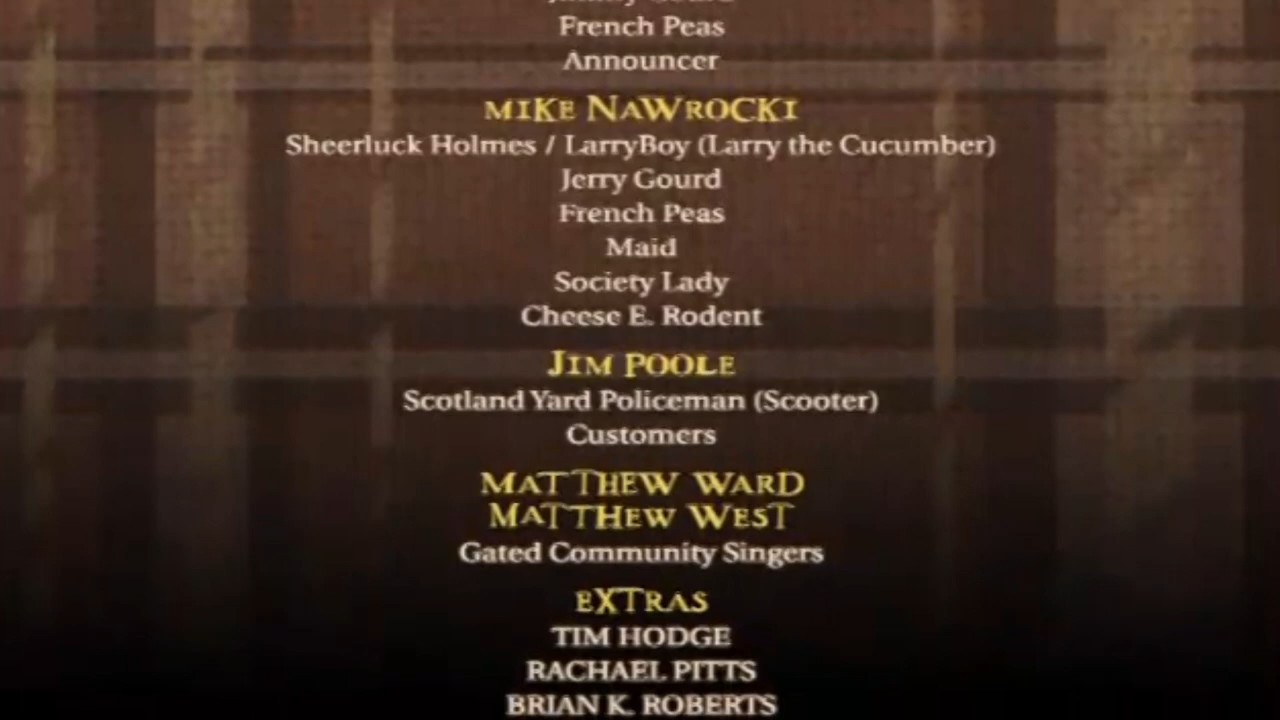 French Peas
Announcer
MIKE NAWROCKI
Sheerluck Holmes / LarryBoy (Larry the Cucumber)
Jerry Gourd
French Peas
Maid
Society Lady
Cheese E. Rodent
JIM POOLE
Scotland Yard Policeman (Scooter)
Customers
MATTHEW WARD
MATTHEW WEST
Gated Community Singers
EXTRAS
TIM HODGE
RACHAEL PITTS
BRIAN K. ROBERTS